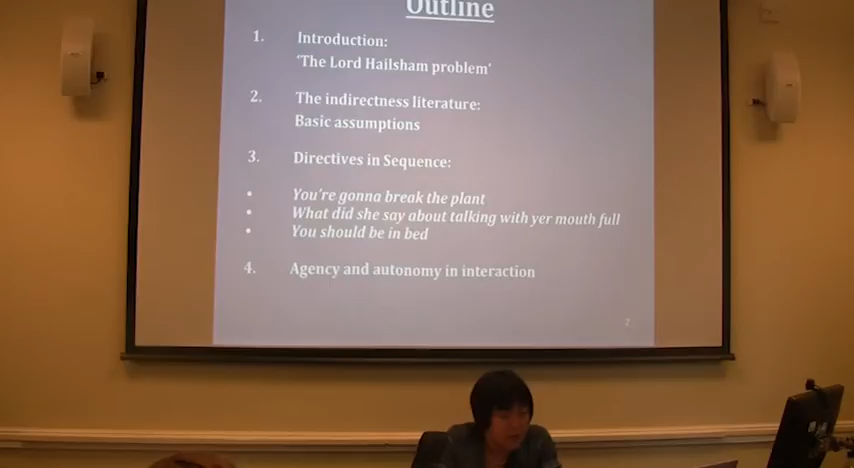 Outline
1. Introduction:
'The Lord Hailsham problem'
2. The indirectness literature:
Basic assumptions
3. Directives in Sequence:
• You're gonna break the plant
• What did she say about talking with yer mouth full
• You should be in bed
4. Agency and autonomy in interaction
2